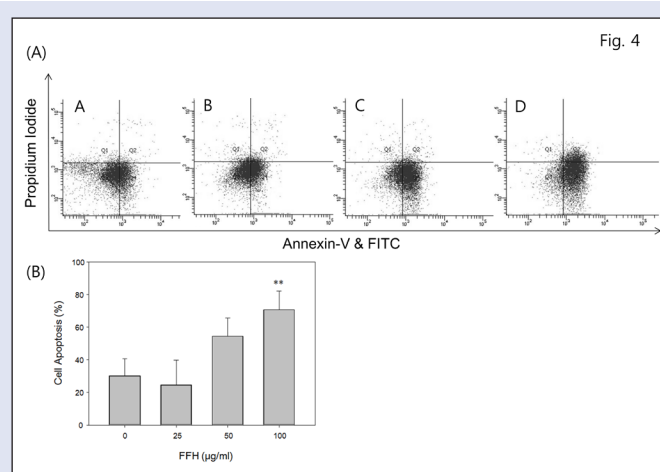 Fig. 4
(A)
Propidium Iodide
A
B
C
D
Q1 Q2
Q1 Q2
Q1 Q2
Q1
Annexin-V & FITC
(B)
Cell Apoptosis (%)
100
80
60
40
20
0
**
0 25 50 100
FFH (µg/ml)